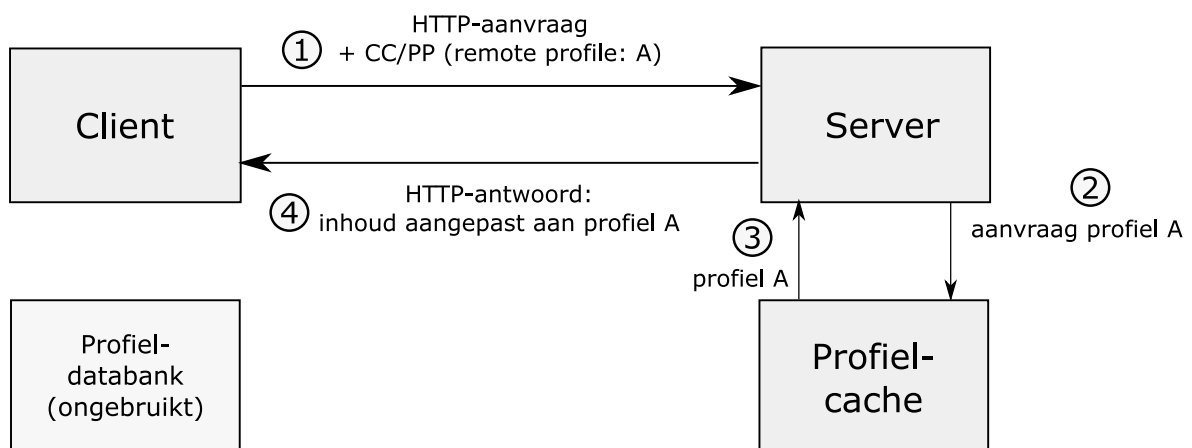 HTTP-aanvraag
① + CC/PP (remote profile: A)
Client
Server
HTTP-antwoord:
④ inhoud aangepast aan profiel A
②
aanvraag profiel A
③
profiel A
Profiel-
databank
(ongebruikt)
Profiel-
cache